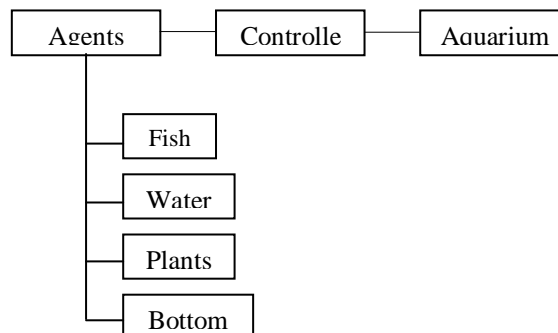 Agents
Controlle
Aquarium
Fish
Water
Plants
Bottom